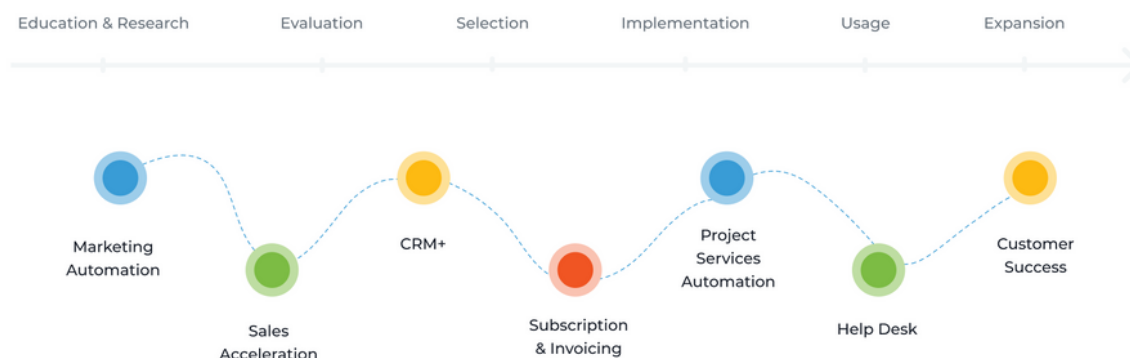 Education & Research
Evaluation
Selection
Implementation
Usage
Expansion
Marketing
Automation
Sales
Acceleration
CRM+
Subscription
& Invoicing
Project
Services
Automation
Help Desk
Customer
Success